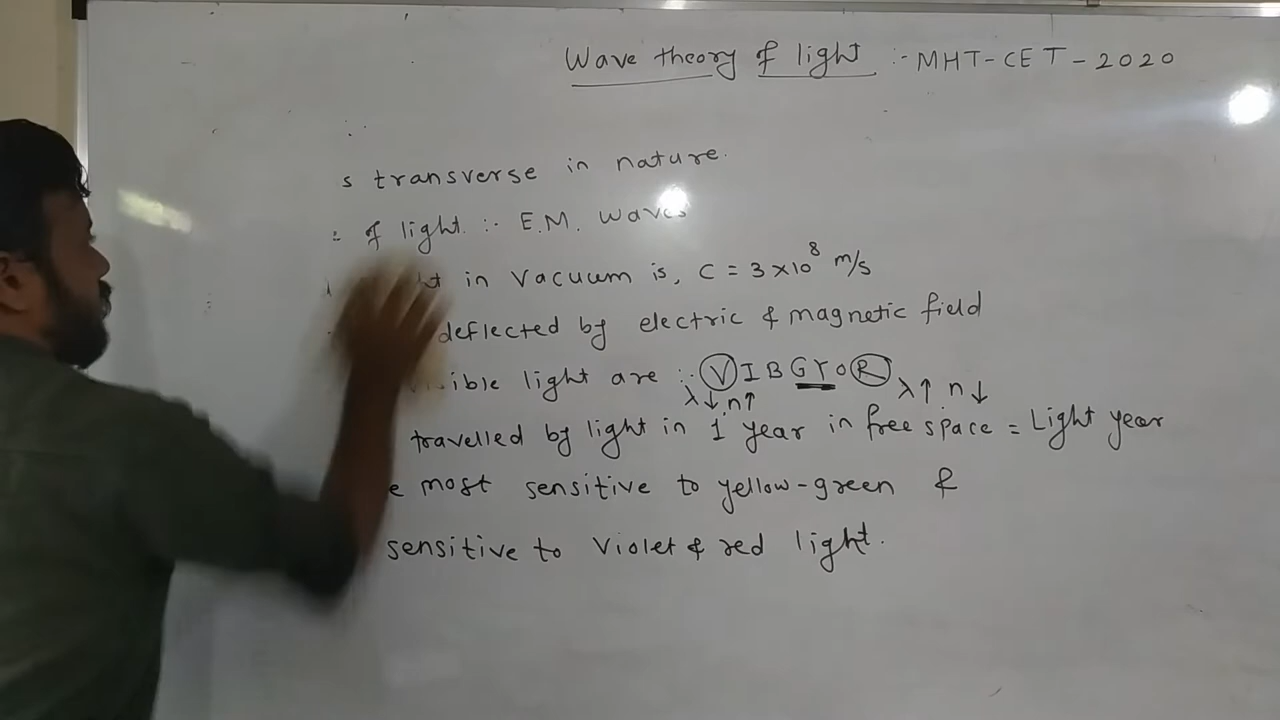 Wave theory of light :- MHT-CET-2020
s transverse in nature.
of light :- E.M. waves
in Vacuum is, C = 3×10⁸ m/s
deflected by electric & magnetic field
ible light are :- VIBGYOR
λ↓ n↑ λ↑ n↓
travelled by light in 1 year in free space = Light year
e most sensitive to yellow-green &
sensitive to Violet & red light.